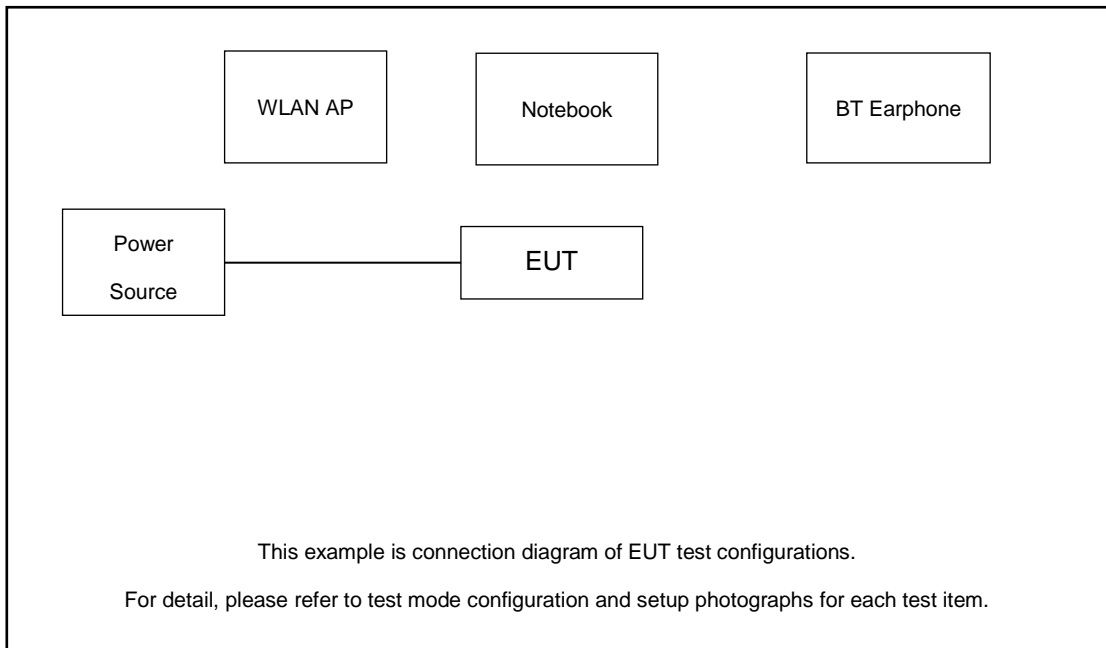 WLAN AP
Notebook
BT Earphone
Power
Source
EUT
This example is connection diagram of EUT test configurations.
For detail, please refer to test mode configuration and setup photographs for each test item.